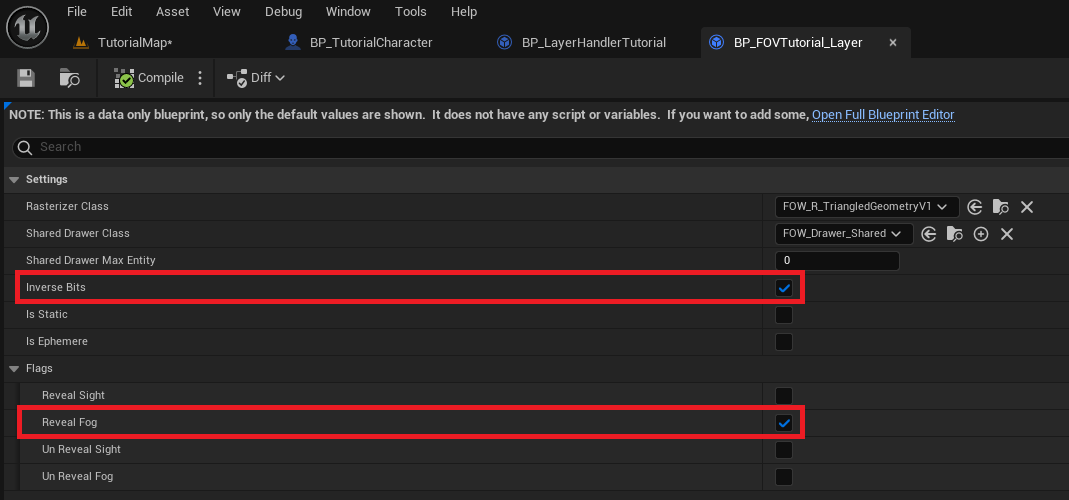 File Edit Asset View Debug Window Tools Help
TutorialMap* BP_TutorialCharacter BP_LayerHandlerTutorial BP_FOVTutorial_Layer
Compile Diff
NOTE: This is a data only blueprint, so only the default values are shown. It does not have any script or variables. If you want to add some, Open Full Blueprint Editor
Search
Settings
Rasterizer Class FOW_R_TriangledGeometryV1
Shared Drawer Class FOW_Drawer_Shared
Shared Drawer Max Entity 0
Inverse Bits
Is Static
Is Ephemere
Flags
Reveal Sight
Reveal Fog
Un Reveal Sight
Un Reveal Fog